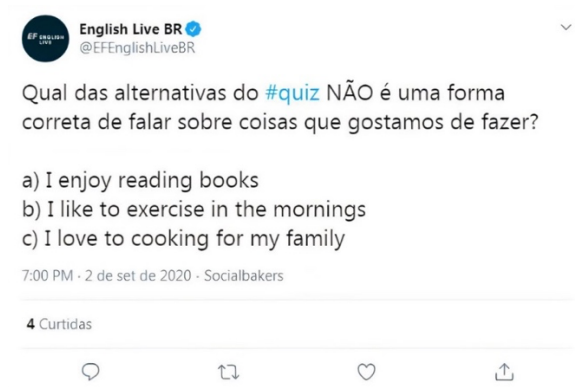 EF ENGLISH
LIVE
English Live BR
@EFEnglishLiveBR
Qual das alternativas do #quiz NÃO é uma forma
correta de falar sobre coisas que gostamos de fazer?
a) I enjoy reading books
b) I like to exercise in the mornings
c) I love to cooking for my family
7:00 PM · 2 de set de 2020 · Socialbakers
4 Curtidas